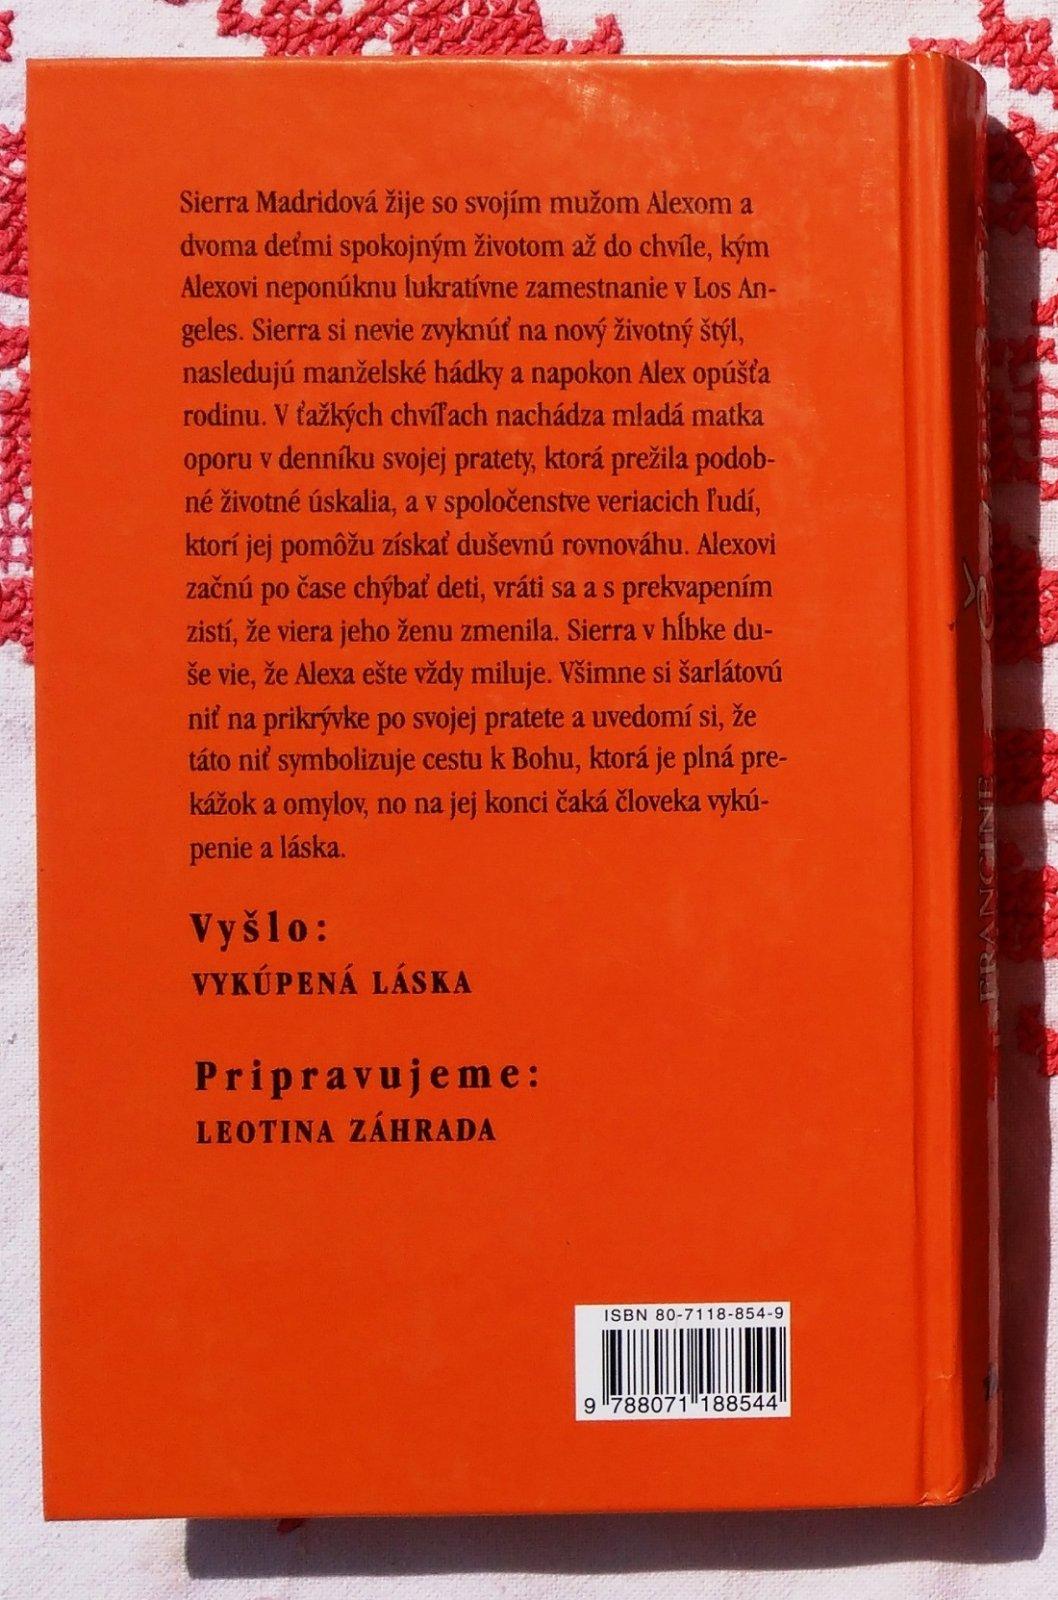 Sierra Madridová žije so svojím mužom Alexom a
dvoma deťmi spokojným životom až do chvíle, kým
Alexovi neponúknu lukratívne zamestnanie v Los An-
geles. Sierra si nevie zvyknúť na nový životný štýl,
nasledujú manželské hádky a napokon Alex opúšťa
rodinu. V ťažkých chvíľach nachádza mladá matka
oporu v denníku svojej pratety, ktorá prežila podob-
né životné úskalia, a v spoločenstve veriacich ľudí,
ktorí jej pomôžu získať duševnú rovnováhu. Alexovi
začnú po čase chýbať deti, vráti sa a s prekvapením
zistí, že viera jeho ženu zmenila. Sierra v hĺbke du-
še vie, že Alexa ešte vždy miluje. Všimne si šarlátovú
niť na prikrývke po svojej pratete a uvedomí si, že
táto niť symbolizuje cestu k Bohu, ktorá je plná pre-
kážok a omylov, no na jej konci čaká človeka vykú-
penie a láska.
Vyšlo:
VYKÚPENÁ LÁSKA
Pripravujeme:
LEOTINA ZÁHRADA
ISBN 80-7118-854-9
9 788071 188544
FRANCINE